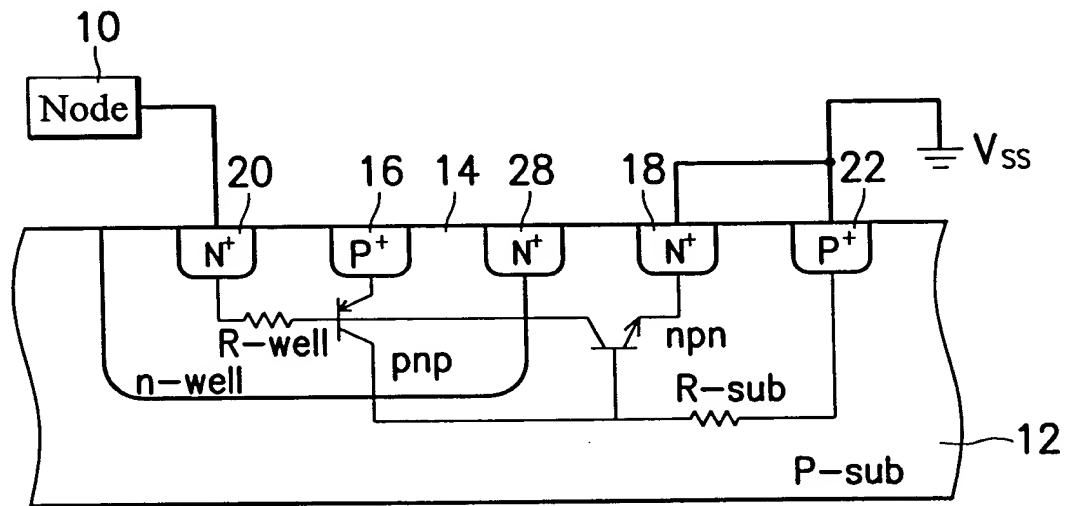 10
Node
20 16 14 28 18 22 V_SS
N⁺ P⁺ N⁺ N⁺ P⁺
R-well npn
n-well pnp R-sub
12
P-sub